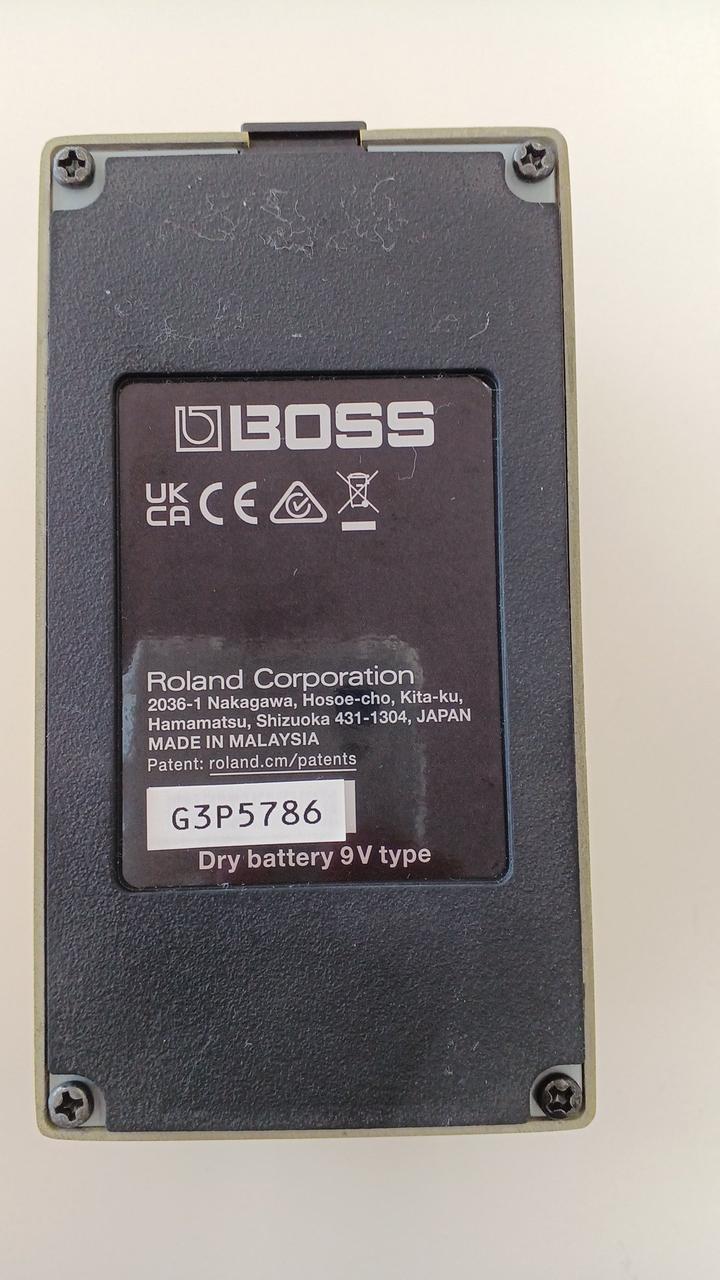 BOSS
UK
CA CE
Roland Corporation
2036-1 Nakagawa, Hosoe-cho, Kita-ku,
Hamamatsu, Shizuoka 431-1304, JAPAN
MADE IN MALAYSIA
Patent: roland.cm/patents
G3P5786
Dry battery 9V type